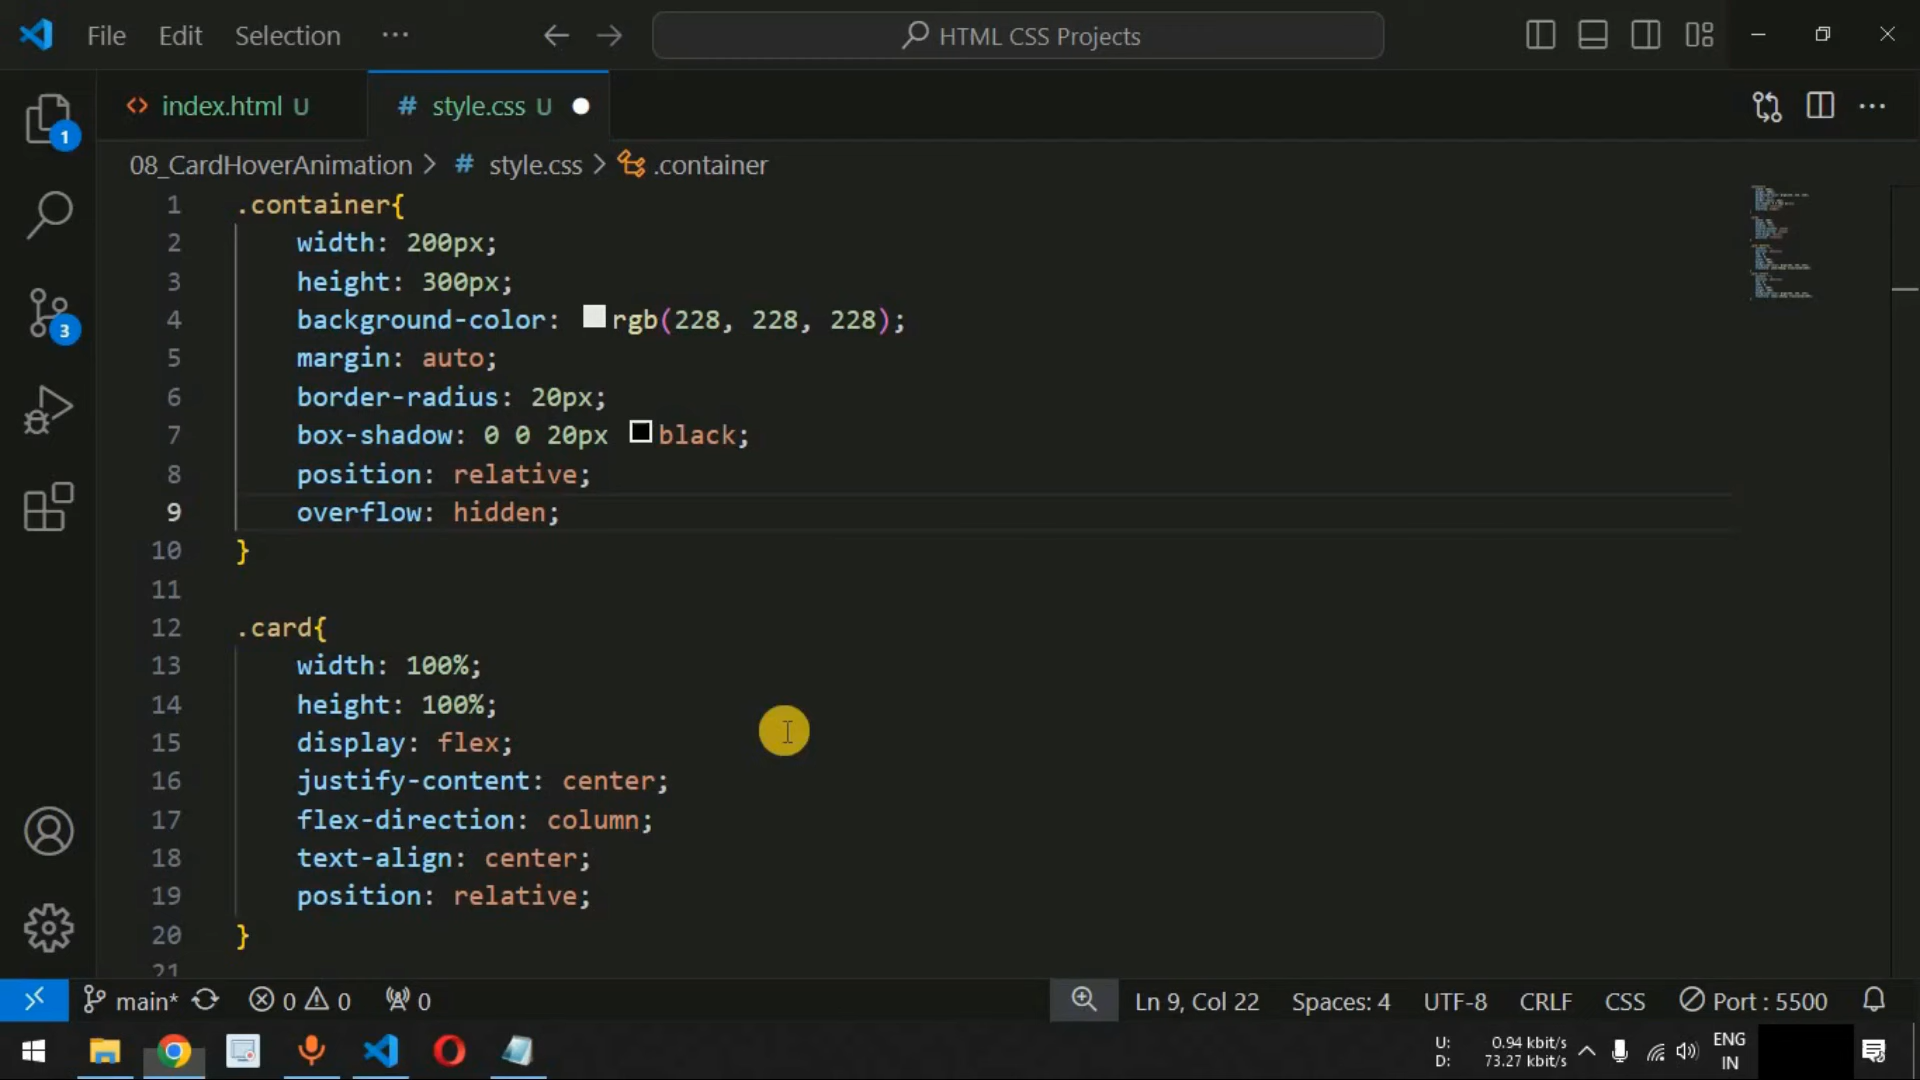 File Edit Selection ··· HTML CSS Projects
index.html U style.css U
08_CardHoverAnimation > # style.css > .container
1 .container{
2 width: 200px;
3 height: 300px;
4 background-color: rgb(228, 228, 228);
5 margin: auto;
6 border-radius: 20px;
7 box-shadow: 0 0 20px black;
8 position: relative;
9 overflow: hidden;
10 }
11
12 .card{
13 width: 100%;
14 height: 100%;
15 display: flex;
16 justify-content: center;
17 flex-direction: column;
18 text-align: center;
19 position: relative;
20 }
21
1
3
main* 0 0 0 Ln 9, Col 22 Spaces: 4 UTF-8 CRLF CSS Port : 5500
U: 0.94 kbit/s
D: 73.27 kbit/s
ENG
IN